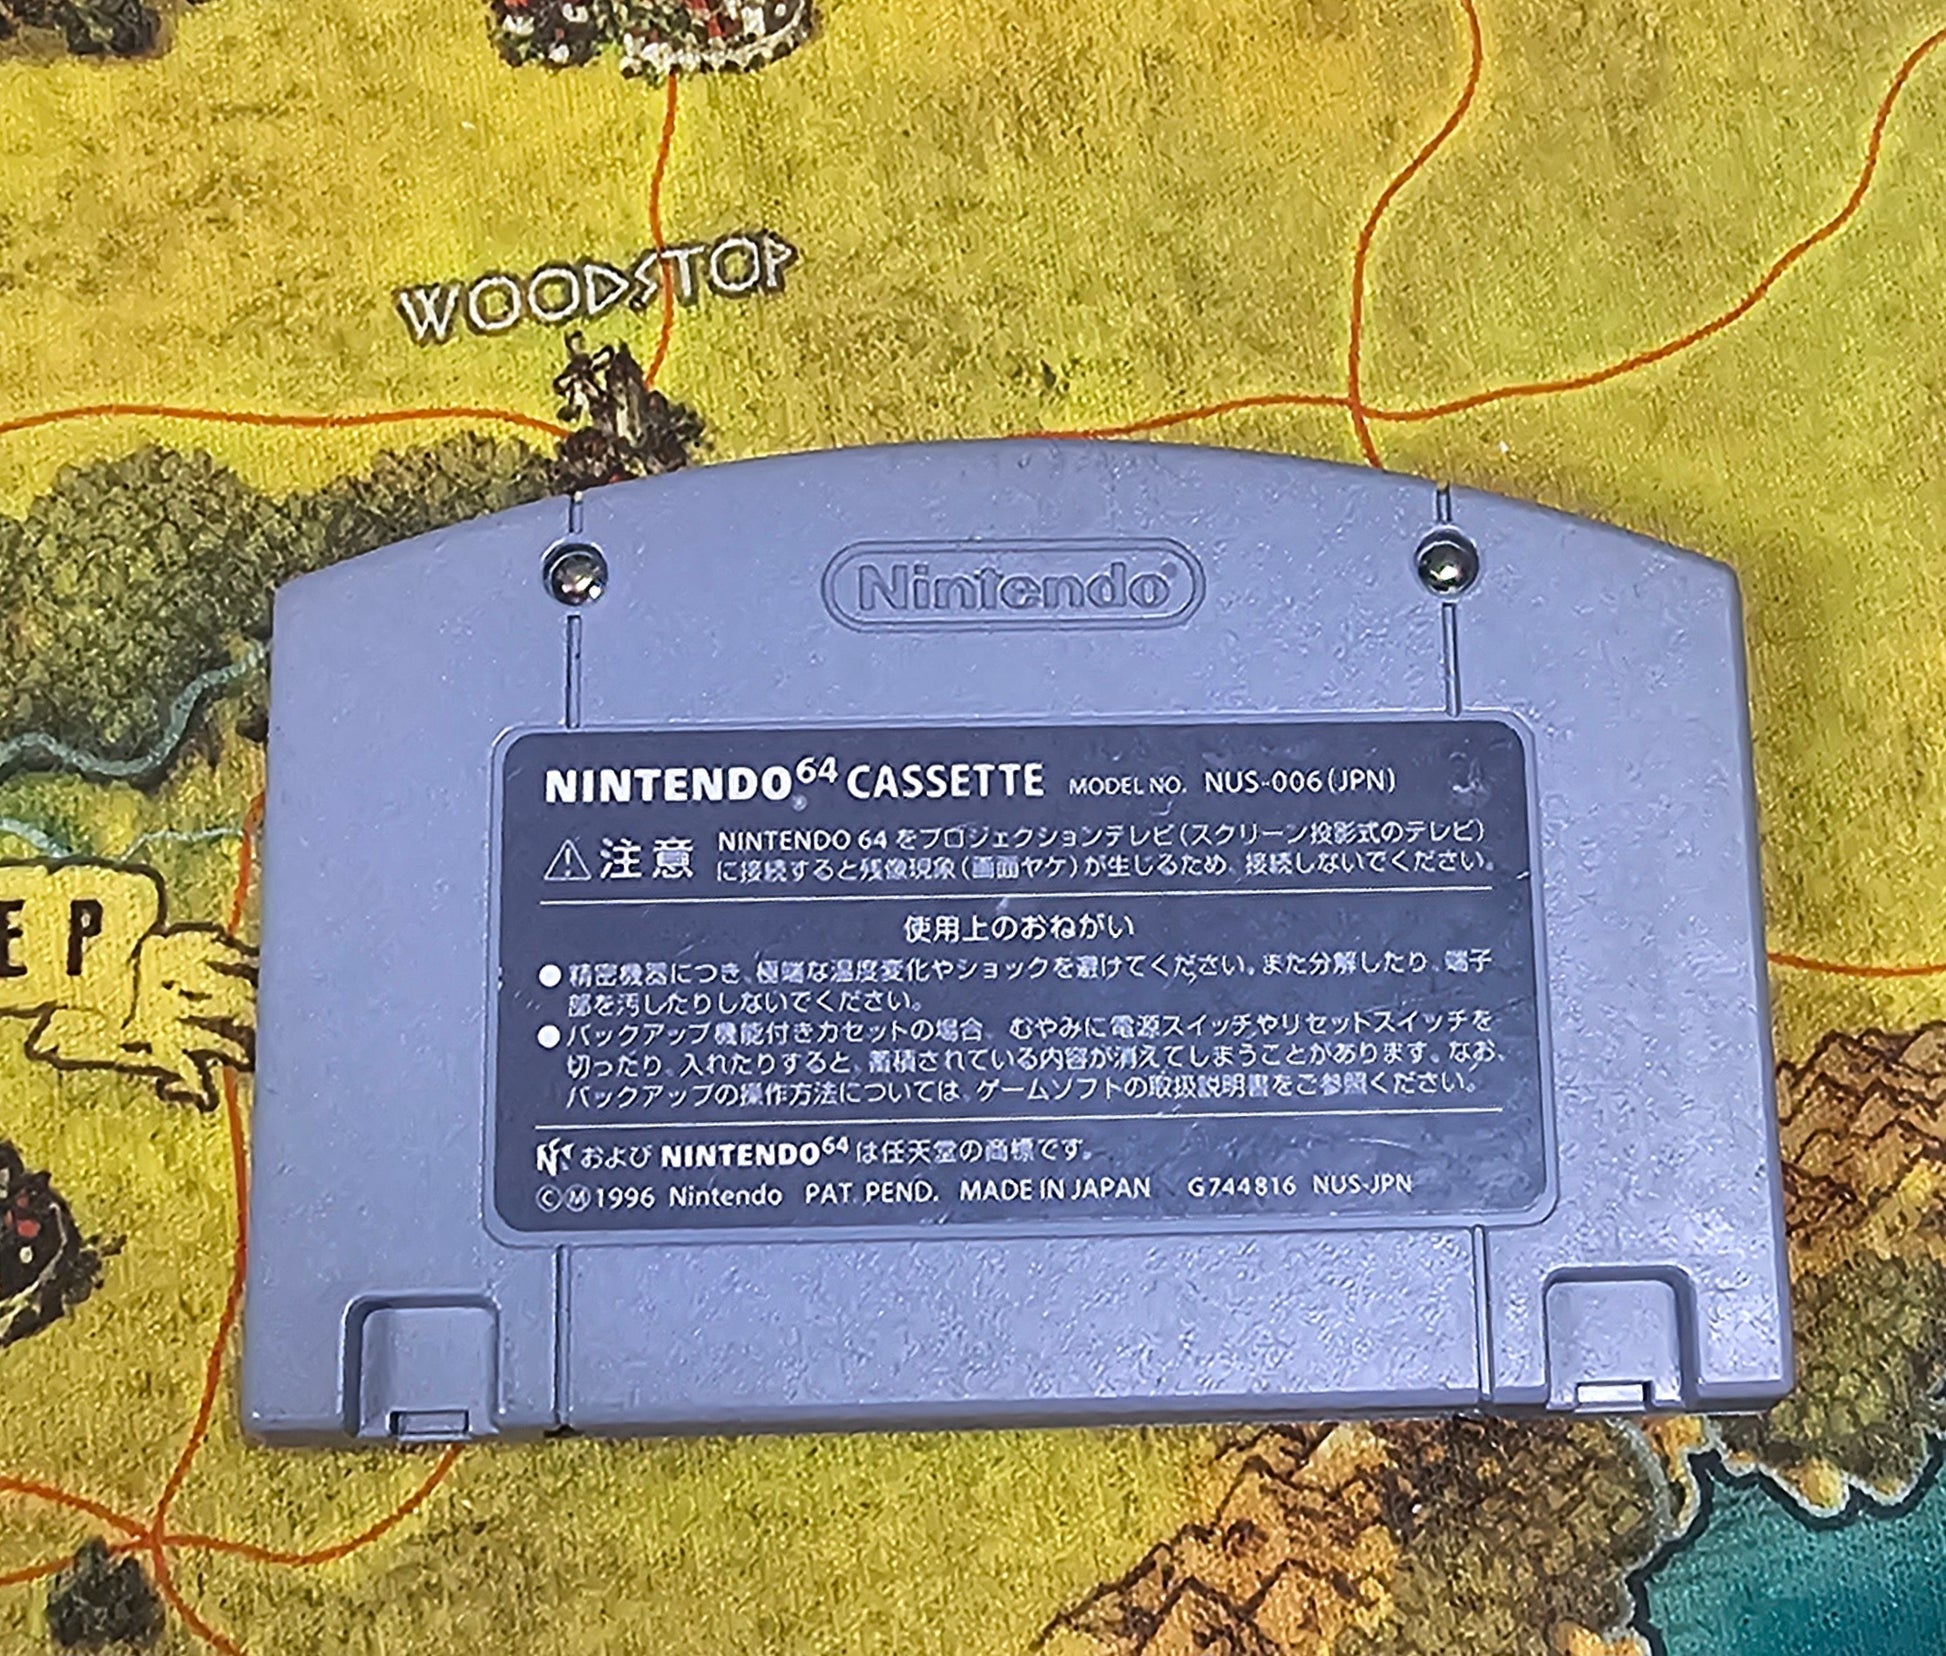 WOODSTOP
Nintendo
EP
NINTENDO64 CASSETTE MODEL NO. NUS-006(JPN)
注意 NINTENDO 64 をプロジェクションテレビ(スクリーン投影式のテレビ)
に接続すると残像現象(画面ヤケ)が生じるため、接続しないでください。
使用上のおねがい
●精密機器につき、極端な温度変化やショックを避けてください。また分解したり、端子
部を汚したりしないでください。
●バックアップ機能付きカセットの場合、むやみに電源スイッチやリセットスイッチを
切ったり、入れたりすると、蓄積されている内容が消えてしまうことがあります。なお、
バックアップの操作方法については、ゲームソフトの取扱説明書をご参照ください。
N およびNINTENDO64は任天堂の商標です。
ⒸⓂ1996 Nintendo PAT. PEND. MADE IN JAPAN G744816 NUS-JPN